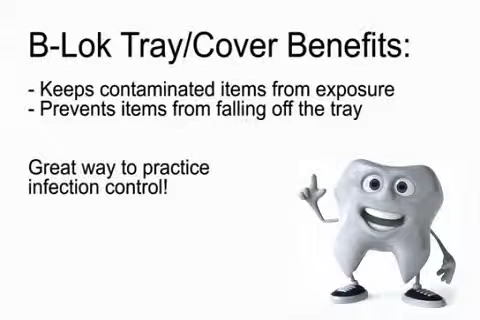 B-Lok Tray/Cover Benefits:
- Keeps contaminated items from exposure
- Prevents items from falling off the tray
Great way to practice
infection control!